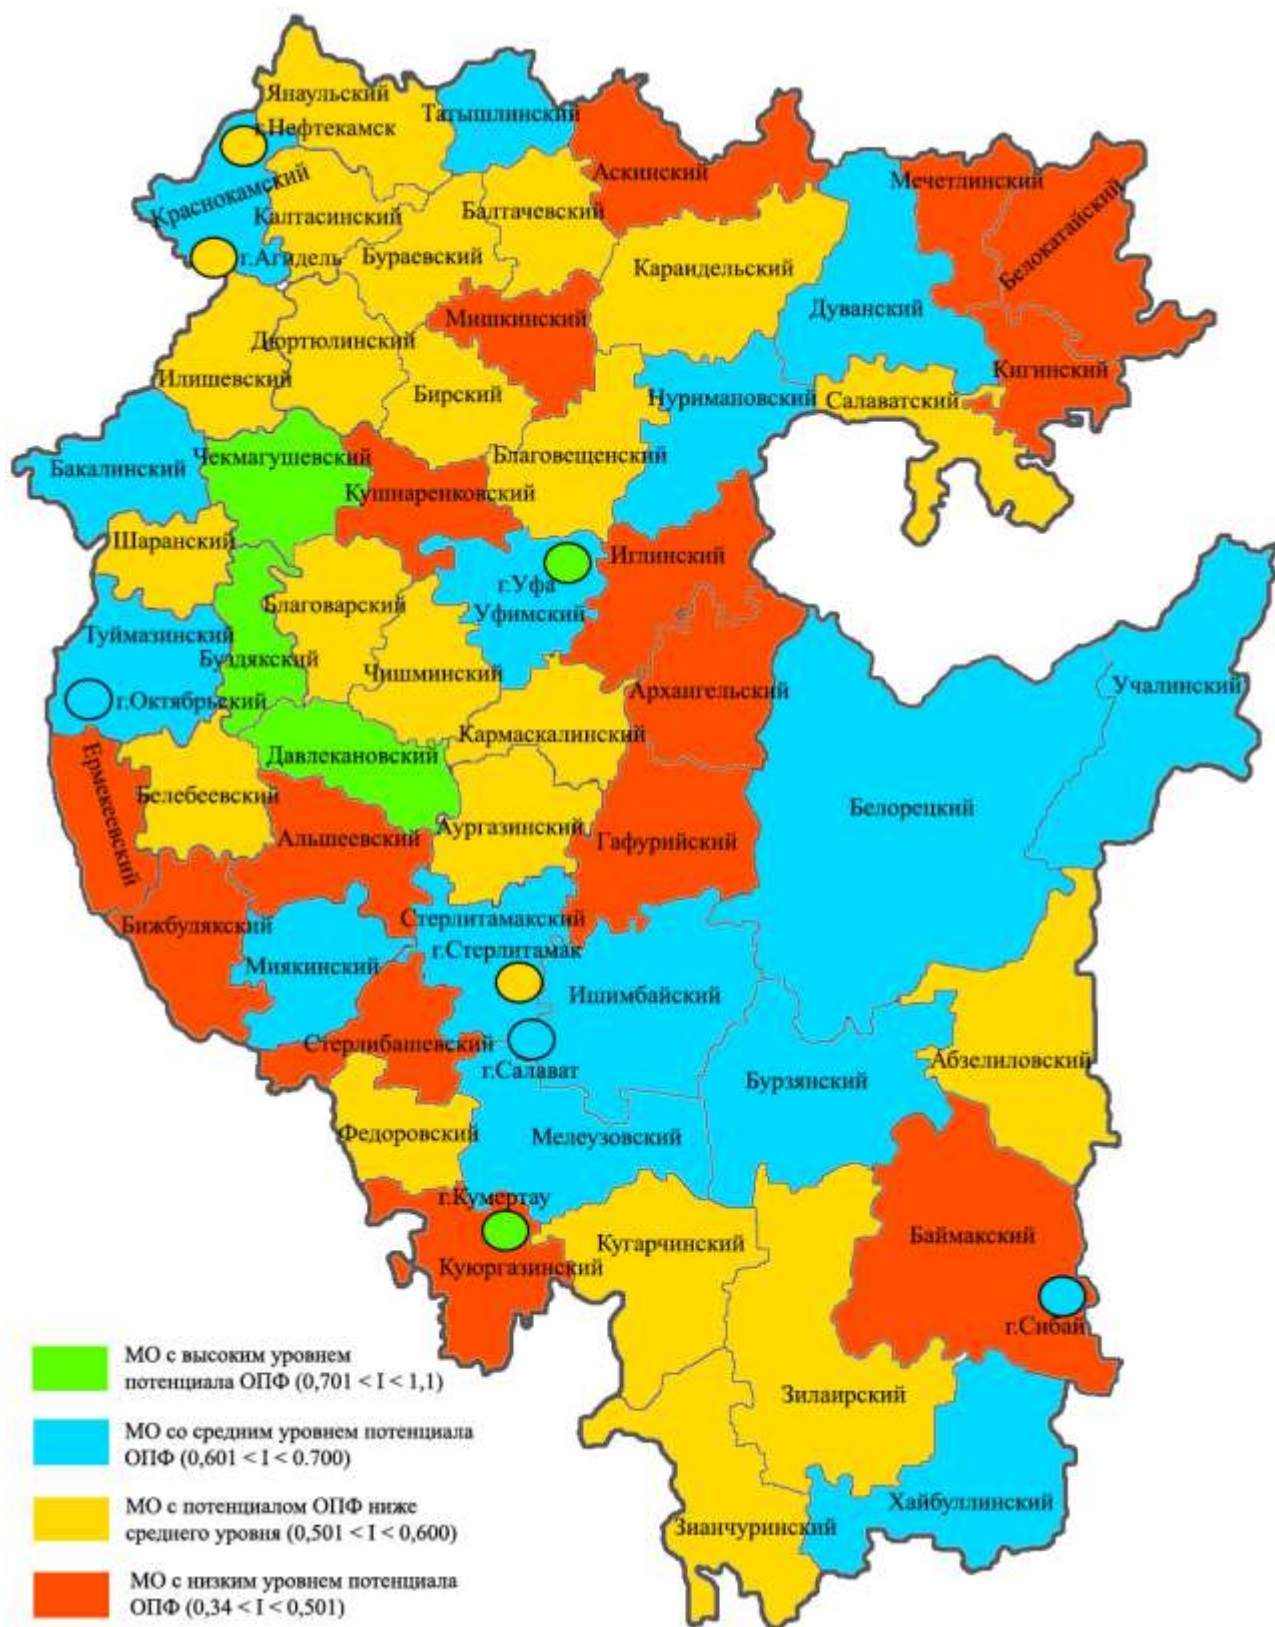 Янаульский
г.Нефтекамск
Татышлинский
Аскинский
Мечетлинский
Белокатайский
Краснокамский
Калтасинский
Балтачевский
г.Агидель
Бураевский
Караидельский
Дуванский
Мишкинский
Дюртюлинский
Илишевский
Бирский
Нуримановский
Салаватский
Кигинский
Бакалинский
Чекмагушевский
Кушнаренковский
Благовещенский
Шаранский
Иглинский
г.Уфа
Уфимский
Благоварский
Туймазинский
Буздякский
Чишминский
Архангельский
Учалинский
г.Октябрьский
Кармаскалинский
Давлекановский
Ермекеевский
Белебеевский
Белорецкий
Альшеевский
Аургазинский
Гафурийский
Бижбулякский
Стерлитамакский
г.Стерлитамак
Миякинский
Ишимбайский
Стерлибашевский
г.Салават
Бурзянский
Абзелиловский
Федоровский
Мелеузовский
г.Кумертау
Кугарчинский
Баймакский
Куюргазинский
г.Сибай
Зилаирский
Хайбуллинский
Зианчуринский
МО с высоким уровнем
потенциала ОПФ (0,701 < I < 1,1)
МО со средним уровнем потенциала
ОПФ (0,601 < I < 0.700)
МО с потенциалом ОПФ ниже
среднего уровня (0,501 < I < 0,600)
МО с низким уровнем потенциала
ОПФ (0,34 < I < 0,501)